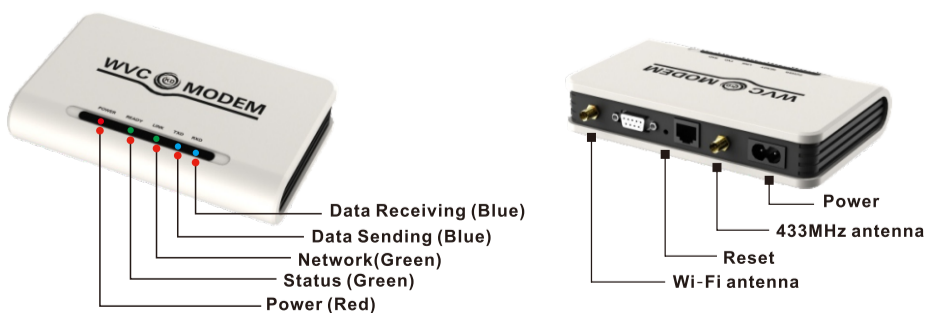 WVC MODEM
POWER READY LINK TXD RXD
Data Receiving (Blue)
Data Sending (Blue)
Network(Green)
Status (Green)
Power (Red)
WVC MODEM
Power
433MHz antenna
Reset
Wi-Fi antenna